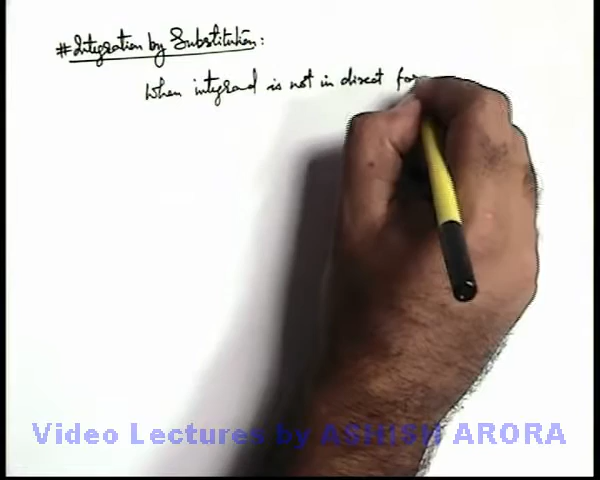 #Integration by Substitution:
When integrand is not in direct for
Video Lectures by ASHISH ARORA